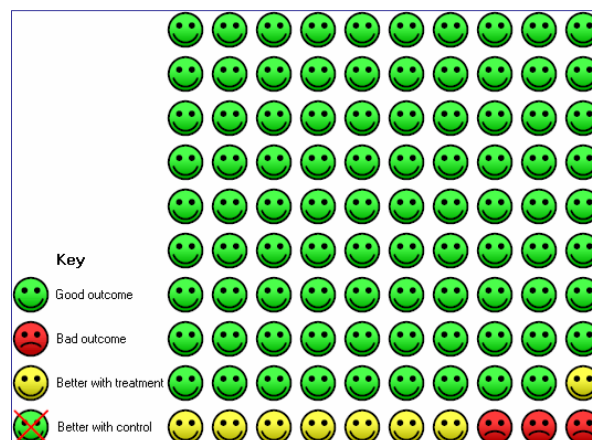 Key
Good outcome
Bad outcome
Better with treatment
Better with control